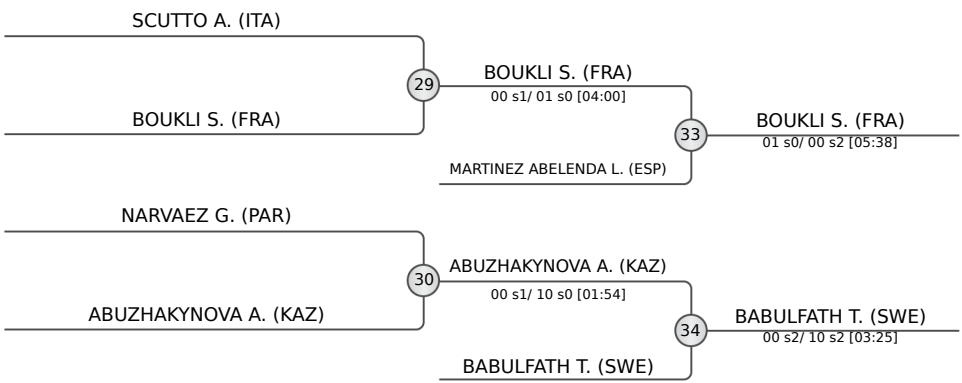 SCUTTO A. (ITA)
29
BOUKLI S. (FRA)
BOUKLI S. (FRA)
00 s1/ 01 s0 [04:00]
33
MARTINEZ ABELENDA L. (ESP)
BOUKLI S. (FRA)
01 s0/ 00 s2 [05:38]
NARVAEZ G. (PAR)
30
ABUZHAKYNOVA A. (KAZ)
ABUZHAKYNOVA A. (KAZ)
00 s1/ 10 s0 [01:54]
34
BABULFATH T. (SWE)
BABULFATH T. (SWE)
00 s2/ 10 s2 [03:25]